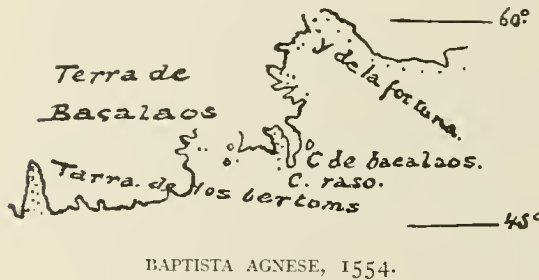 60°
y de la fortuna.
Terra de
Bacalaos
C de bacalaos.
C. raso.
Tarra. de los bertoms
45°
BAPTISTA AGNESE, 1554.